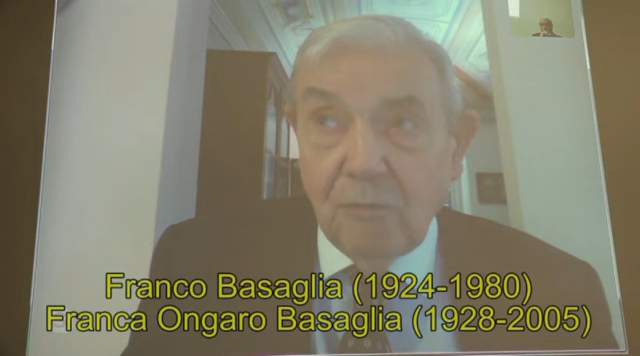 Franco Basaglia (1924-1980)
Franca Ongaro Basaglia (1928-2005)